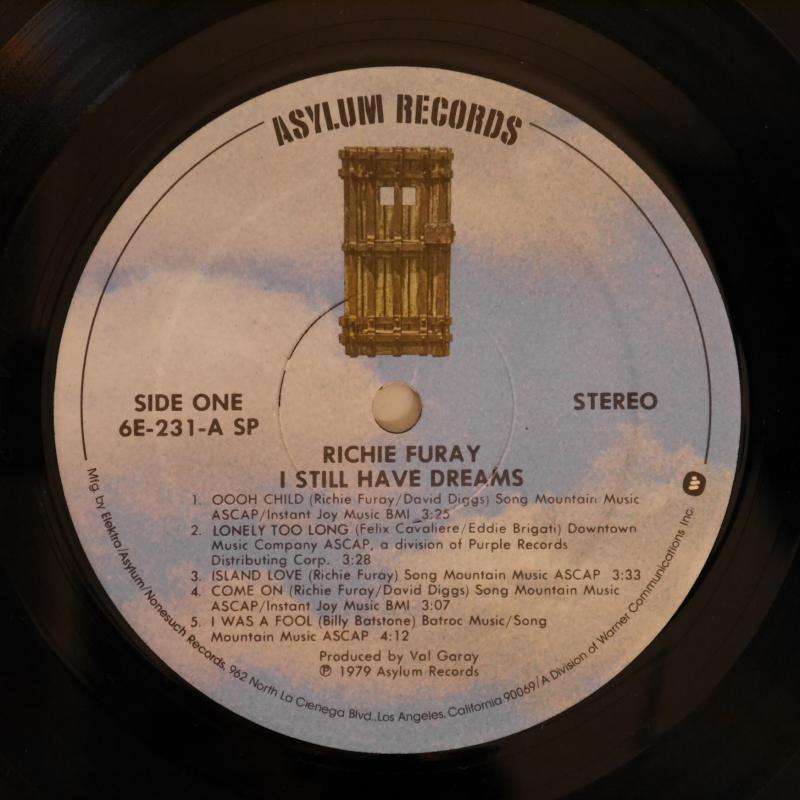 ASYLUM RECORDS
SIDE ONE
6E-231-A SP
STEREO
RICHIE FURAY
I STILL HAVE DREAMS
1. OOOH CHILD (Richie Furay/David Diggs) Song Mountain Music
ASCAP/Instant Joy Music BMI 3:25
2. LONELY TOO LONG (Felix Cavaliere/Eddie Brigati) Downtown
Music Company ASCAP, a division of Purple Records
Distributing Corp. 3:28
3. ISLAND LOVE (Richie Furay) Song Mountain Music ASCAP 3:33
4. COME ON (Richie Furay/David Diggs) Song Mountain Music
ASCAP/Instant Joy Music BMI 3:07
5. I WAS A FOOL (Billy Batstone) Batroc Music/Song
Mountain Music ASCAP 4:12
Produced by Val Garay
℗ 1979 Asylum Records
Mfg. by Elektra/Asylum/Nonesuch Records, 962 North La Cienega Blvd., Los Angeles, California 90069/A Division of Warner Communications Inc.